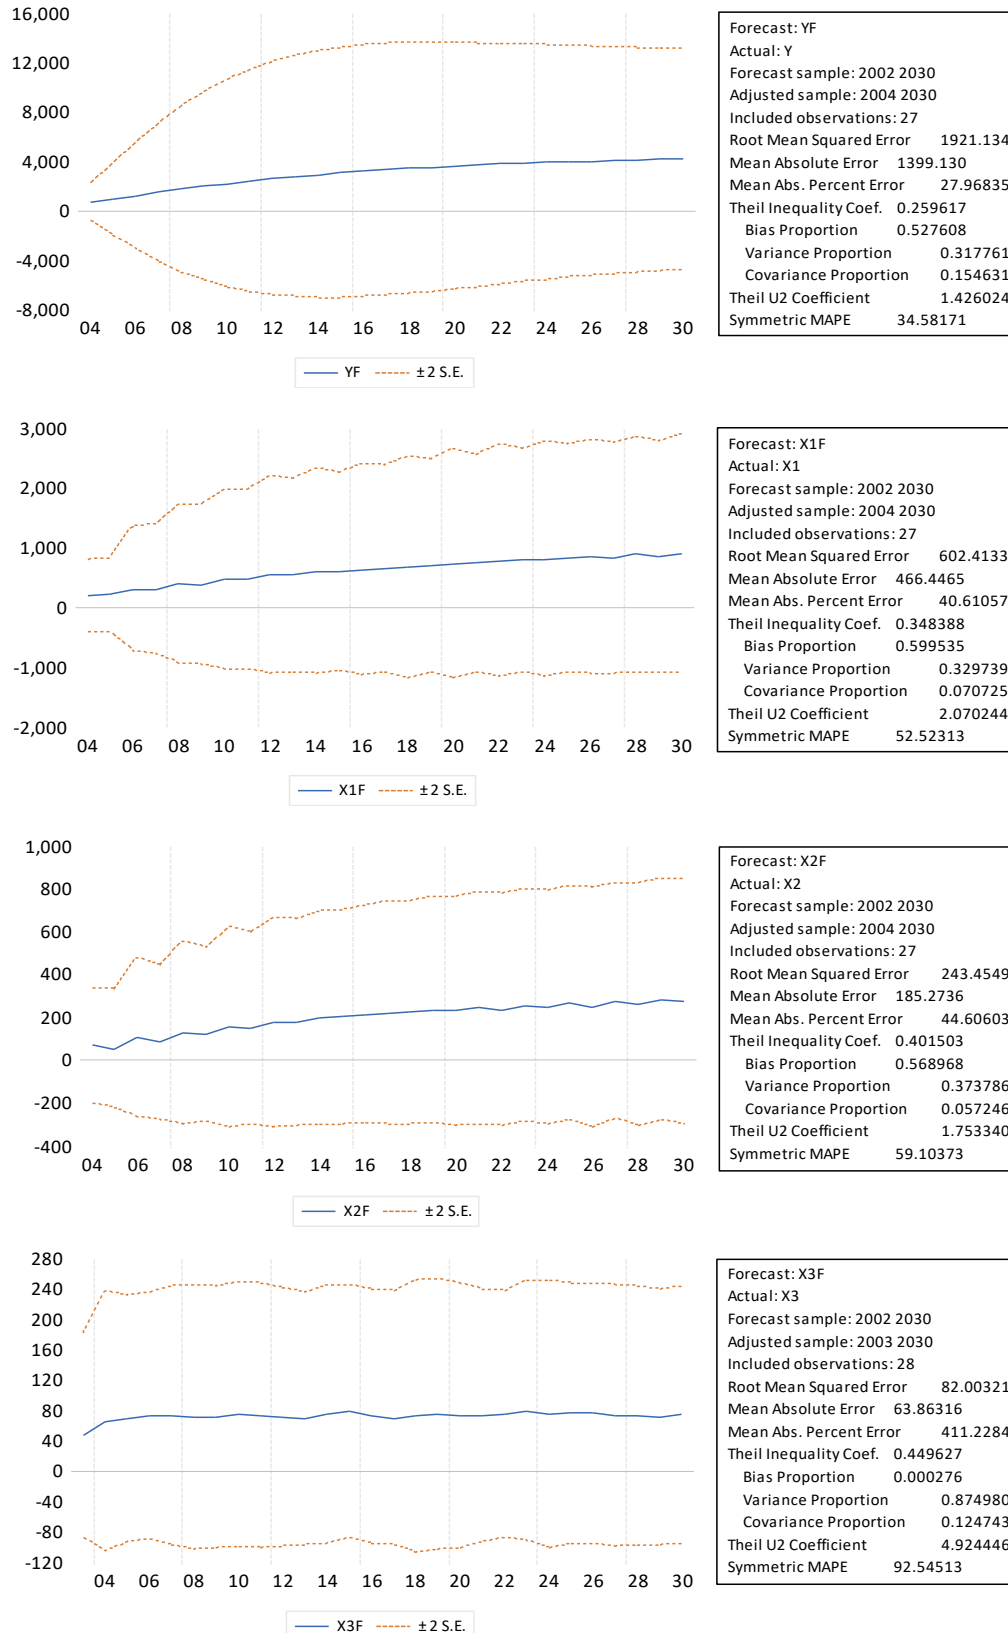 16,000
12,000
8,000
4,000
0
-4,000
-8,000
04 06 08 10 12 14 16 18 20 22 24 26 28 30
YF ±2 S.E.
Forecast: YF
Actual: Y
Forecast sample: 2002 2030
Adjusted sample: 2004 2030
Included observations: 27
Root Mean Squared Error 1921.134
Mean Absolute Error 1399.130
Mean Abs. Percent Error 27.96835
Theil Inequality Coef. 0.259617
Bias Proportion 0.527608
Variance Proportion 0.317761
Covariance Proportion 0.154631
Theil U2 Coefficient 1.426024
Symmetric MAPE 34.58171
3,000
2,000
1,000
0
-1,000
-2,000
04 06 08 10 12 14 16 18 20 22 24 26 28 30
X1F ±2 S.E.
Forecast: X1F
Actual: X1
Forecast sample: 2002 2030
Adjusted sample: 2004 2030
Included observations: 27
Root Mean Squared Error 602.4133
Mean Absolute Error 466.4465
Mean Abs. Percent Error 40.61057
Theil Inequality Coef. 0.348388
Bias Proportion 0.599535
Variance Proportion 0.329739
Covariance Proportion 0.070725
Theil U2 Coefficient 2.070244
Symmetric MAPE 52.52313
1,000
800
600
400
200
0
-200
-400
04 06 08 10 12 14 16 18 20 22 24 26 28 30
X2F ±2 S.E.
Forecast: X2F
Actual: X2
Forecast sample: 2002 2030
Adjusted sample: 2004 2030
Included observations: 27
Root Mean Squared Error 243.4549
Mean Absolute Error 185.2736
Mean Abs. Percent Error 44.60603
Theil Inequality Coef. 0.401503
Bias Proportion 0.568968
Variance Proportion 0.373786
Covariance Proportion 0.057246
Theil U2 Coefficient 1.753340
Symmetric MAPE 59.10373
280
240
200
160
120
80
40
0
-40
-80
-120
04 06 08 10 12 14 16 18 20 22 24 26 28 30
X3F ±2 S.E.
Forecast: X3F
Actual: X3
Forecast sample: 2002 2030
Adjusted sample: 2003 2030
Included observations: 28
Root Mean Squared Error 82.00321
Mean Absolute Error 63.86316
Mean Abs. Percent Error 411.2284
Theil Inequality Coef. 0.449627
Bias Proportion 0.000276
Variance Proportion 0.874980
Covariance Proportion 0.124743
Theil U2 Coefficient 4.924446
Symmetric MAPE 92.54513